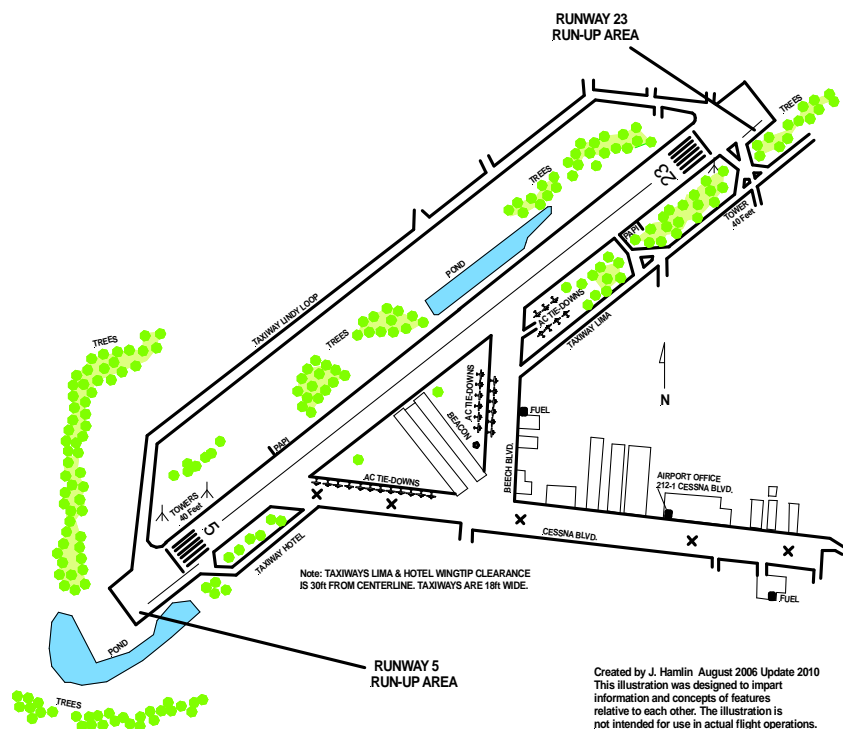 RUNWAY 23
RUN-UP AREA
TREES
TREES
23
TOWER
40 Feet
PAPI
POND
TAXIWAY LINDY LOOP
AC TIE-DOWNS
TAXIWAY LIMA
TREES
TREES
N
AC TIE-DOWNS
BEACON
FUEL
PAPI
BEECH BLVD.
AC TIE-DOWNS
AIRPORT OFFICE
212-1 CESSNA BLVD.
TOWERS
40 Feet
5
CESSNA BLVD.
TAXIWAY HOTEL
Note: TAXIWAYS LIMA & HOTEL WINGTIP CLEARANCE
IS 30ft FROM CENTERLINE. TAXIWAYS ARE 18ft WIDE.
FUEL
POND
RUNWAY 5
RUN-UP AREA
TREES
Created by J. Hamlin August 2006 Update 2010
This illustration was designed to impart
information and concepts of features
relative to each other. The illustration is
not intended for use in actual flight operations.